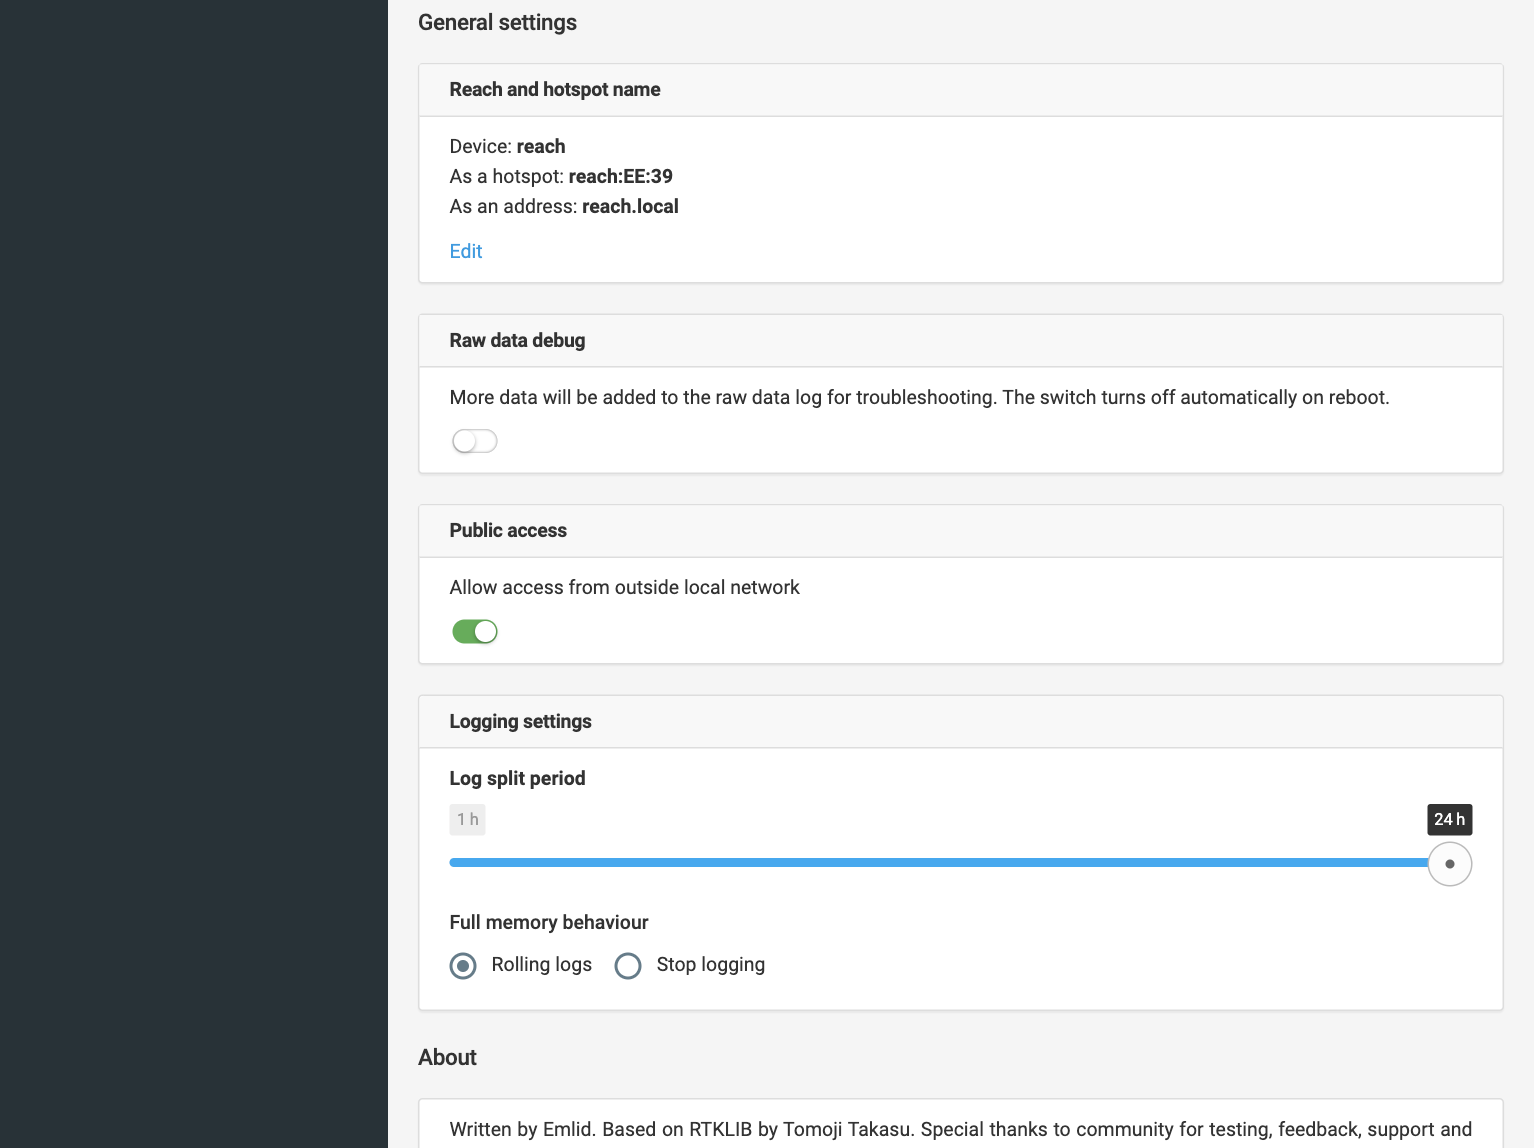 General settings
Reach and hotspot name
Device: reach
As a hotspot: reach:EE:39
As an address: reach.local
Edit
Raw data debug
More data will be added to the raw data log for troubleshooting. The switch turns off automatically on reboot.
Public access
Allow access from outside local network
Logging settings
Log split period
1 h
24 h
Full memory behaviour
Rolling logs
Stop logging
About
Written by Emlid. Based on RTKLIB by Tomoji Takasu. Special thanks to community for testing, feedback, support and